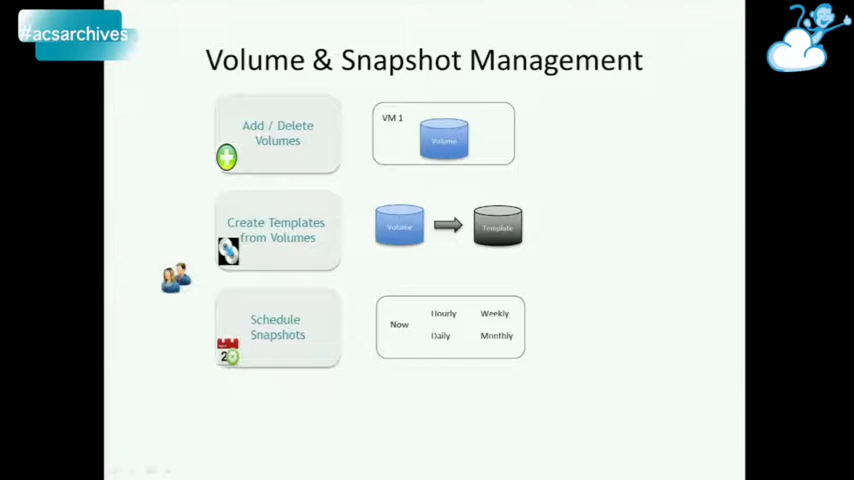 #acsarchives
Volume & Snapshot Management
Add / Delete
Volumes
VM 1
Volume
Create Templates
from Volumes
Volume
Template
Schedule
Snapshots
Now
Hourly
Weekly
Daily
Monthly